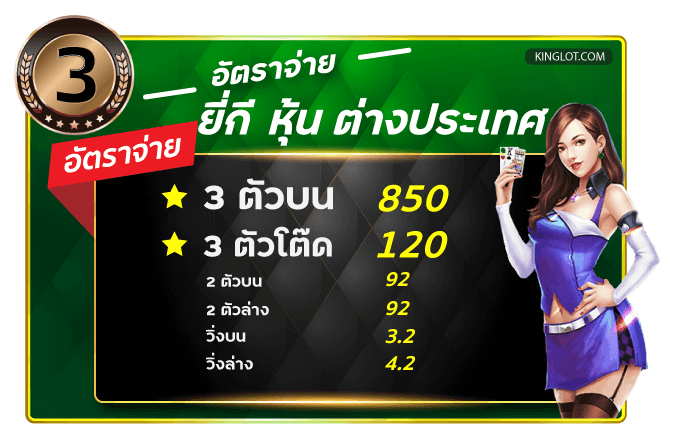 3
KINGLOT.COM
อัตราจ่าย
ยี่กี หุ้น ต่างประเทศ
อัตราจ่าย
3 ตัวบน 850
3 ตัวโต๊ด 120
2 ตัวบน 92
2 ตัวล่าง 92
วิ่งบน 3.2
วิ่งล่าง 4.2